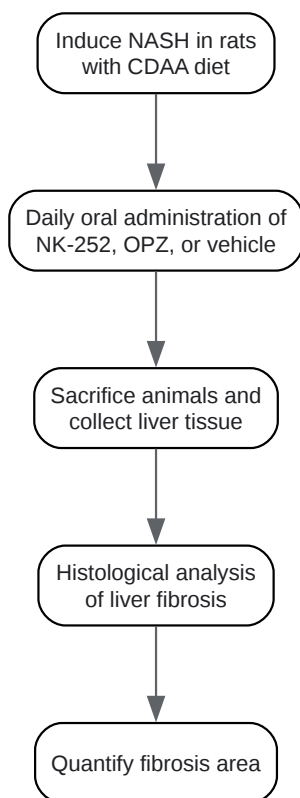 Induce NASH in rats
with CDAA diet
Daily oral administration of
NK-252, OPZ, or vehicle
Sacrifice animals and
collect liver tissue
Histological analysis
of liver fibrosis
Quantify fibrosis area